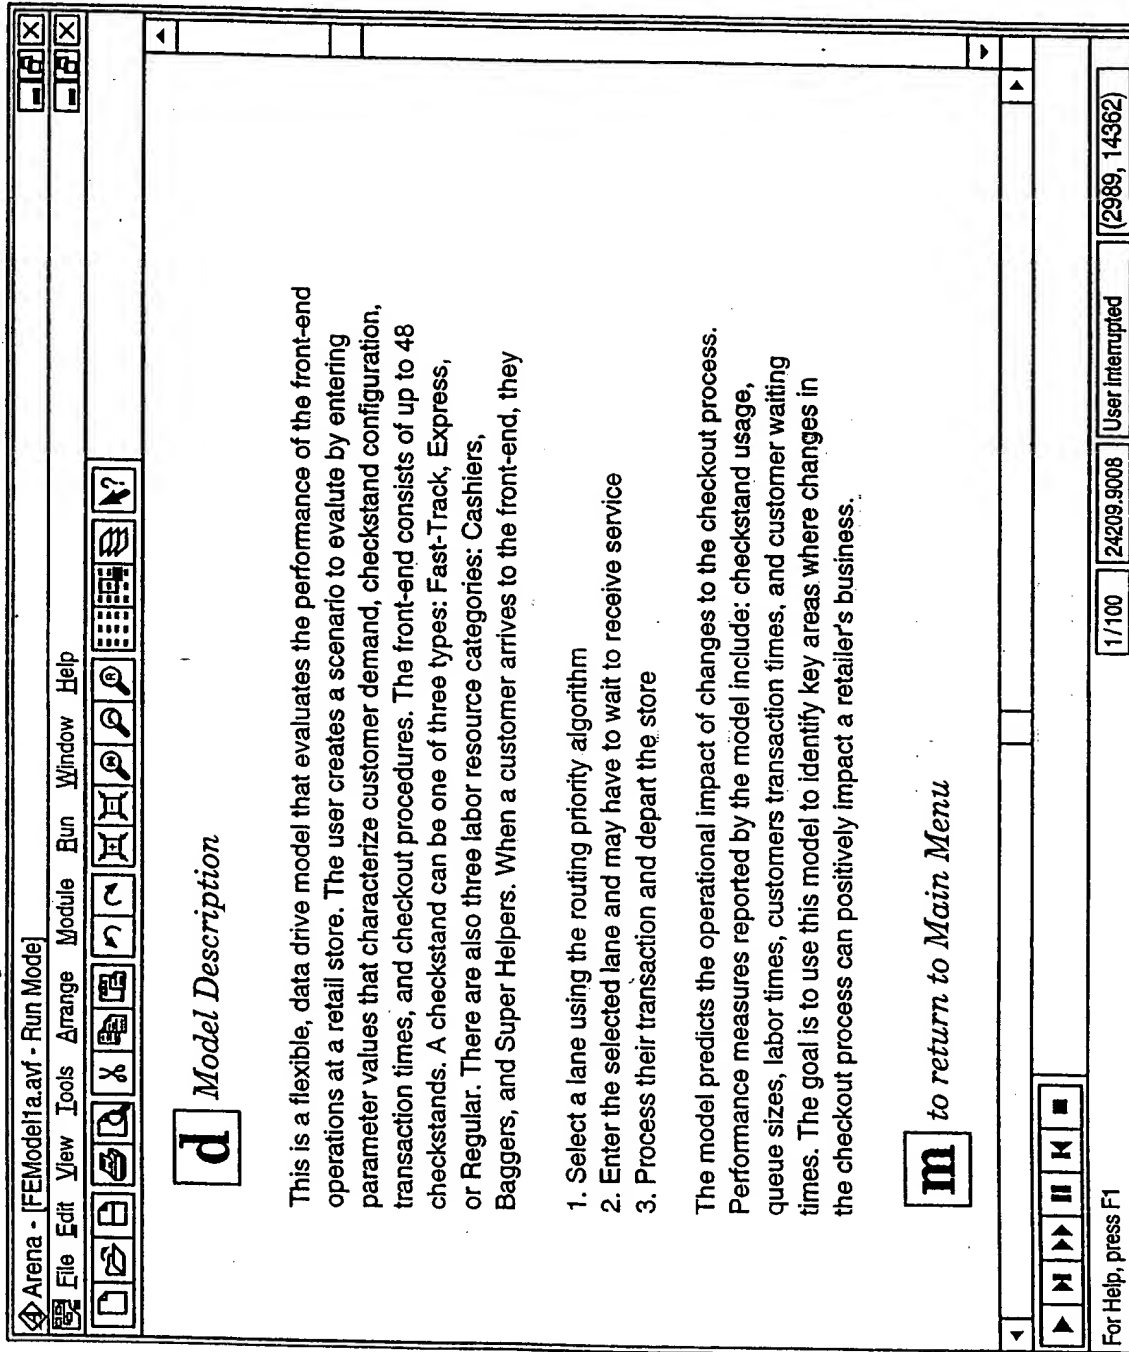 Arena - [FEModel1a.avf - Run Mode]
File Edit View Tools Arrange Module Run Window Help
d Model Description
This is a flexible, data drive model that evaluates the performance of the front-end
operations at a retail store. The user creates a scenario to evalute by entering
parameter values that characterize customer demand, checkstand configuration,
transaction times, and checkout procedures. The front-end consists of up to 48
checkstands. A checkstand can be one of three types: Fast-Track, Express,
or Regular. There are also three labor resource categories: Cashiers,
Baggers, and Super Helpers. When a customer arrives to the front-end, they
1. Select a lane using the routing priority algorithm
2. Enter the selected lane and may have to wait to receive service
3. Process their transaction and depart the store
The model predicts the operational impact of changes to the checkout process.
Performance measures reported by the model include: checkstand usage,
queue sizes, labor times, customers transaction times, and customer waiting
times. The goal is to use this model to identify key areas where changes in
the checkout process can positively impact a retailer's business.
m to return to Main Menu
For Help, press F1
1/100 24209.9008 User interrupted (2989, 14362)